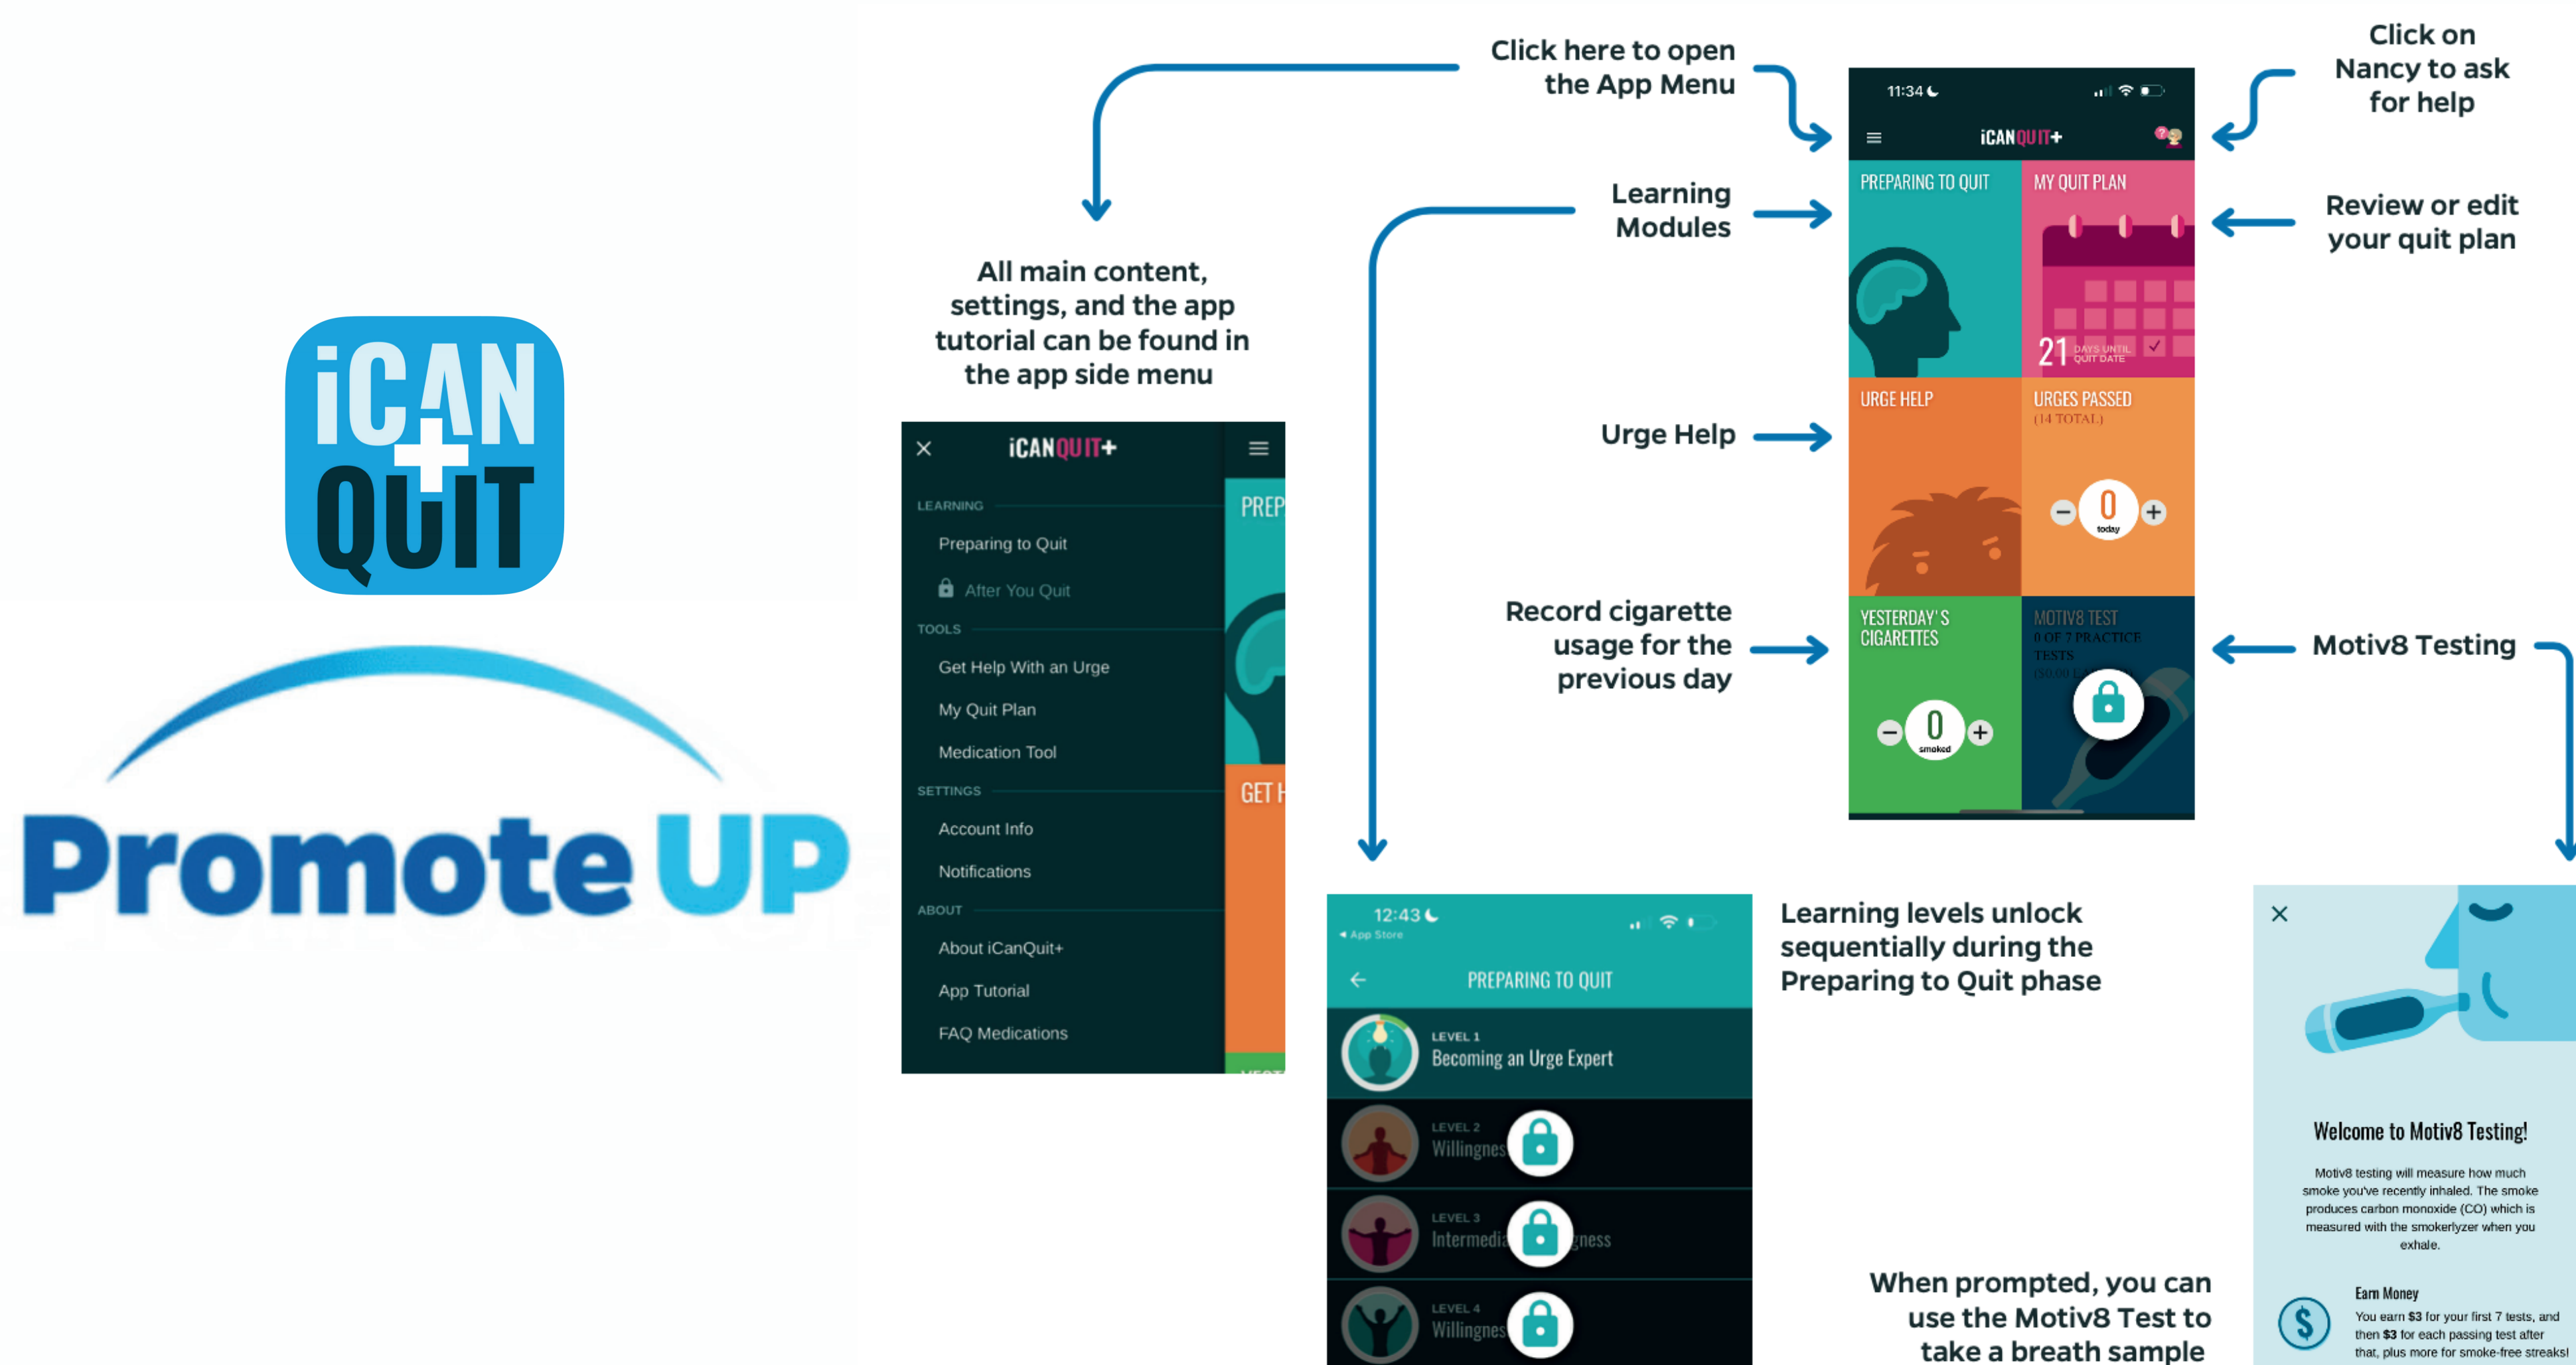 iCAN
QUIT
Promote UP
Click here to open
the App Menu
All main content,
settings, and the app
tutorial can be found in
the app side menu
iCANQUIT+
LEARNING
Preparing to Quit
After You Quit
TOOLS
Get Help With an Urge
My Quit Plan
Medication Tool
SETTINGS
Account Info
Notifications
ABOUT
About iCanQuit+
App Tutorial
FAQ Medications
PREP
GET H
Learning
Modules
Urge Help
Record cigarette
usage for the
previous day
11:34
iCANQUIT+
PREPARING TO QUIT
MY QUIT PLAN
21 DAYS UNTIL
QUIT DATE
URGE HELP
URGES PASSED
(14 TOTAL)
0
today
YESTERDAY'S
CIGARETTES
0
smoked
MOTIV8 TEST
0 OF 7 PRACTICE
TESTS
($0.00
Click on
Nancy to ask
for help
Review or edit
your quit plan
Motiv8 Testing
12:43
App Store
PREPARING TO QUIT
LEVEL 1
Becoming an Urge Expert
LEVEL 2
Willingnes
LEVEL 3
Intermedia gness
LEVEL 4
Willingnes
Learning levels unlock
sequentially during the
Preparing to Quit phase
When prompted, you can
use the Motiv8 Test to
take a breath sample
Welcome to Motiv8 Testing!
Motiv8 testing will measure how much
smoke you've recently inhaled. The smoke
produces carbon monoxide (CO) which is
measured with the smokerlyzer when you
exhale.
Earn Money
You earn $3 for your first 7 tests, and
then $3 for each passing test after
that, plus more for smoke-free streaks!